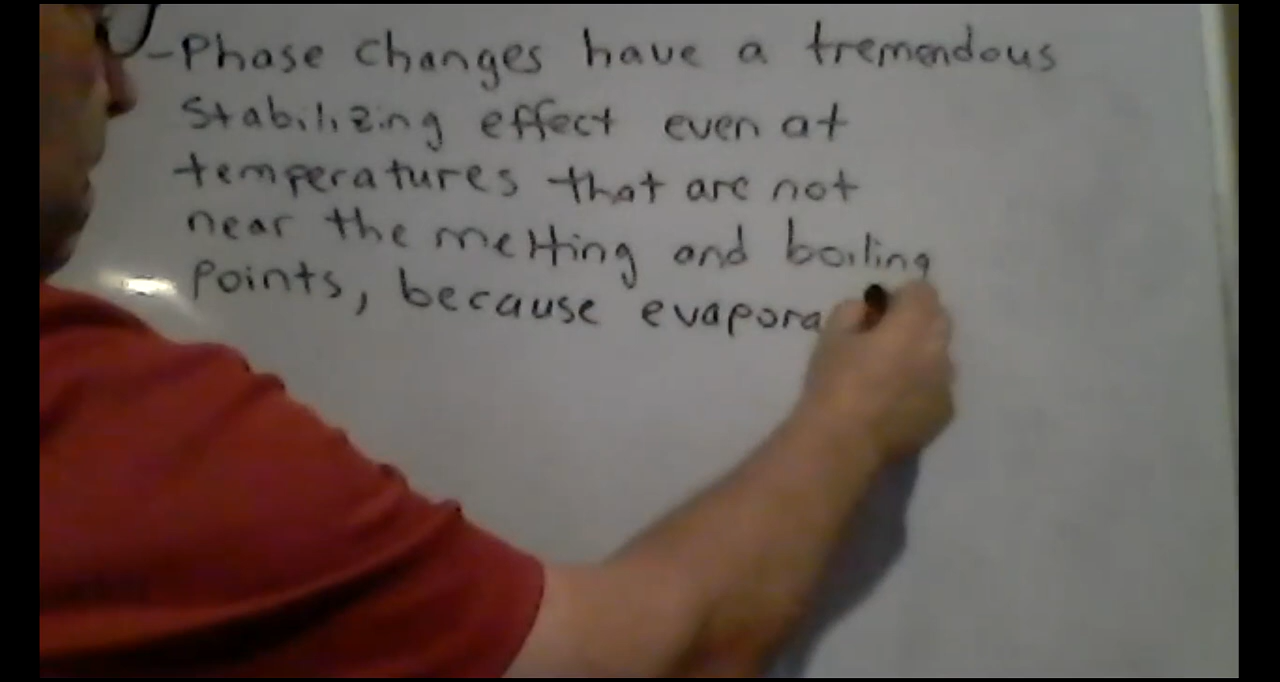 -Phase changes have a tremendous
stabilizing effect even at
temperatures that are not
near the melting and boiling
points, because evapora